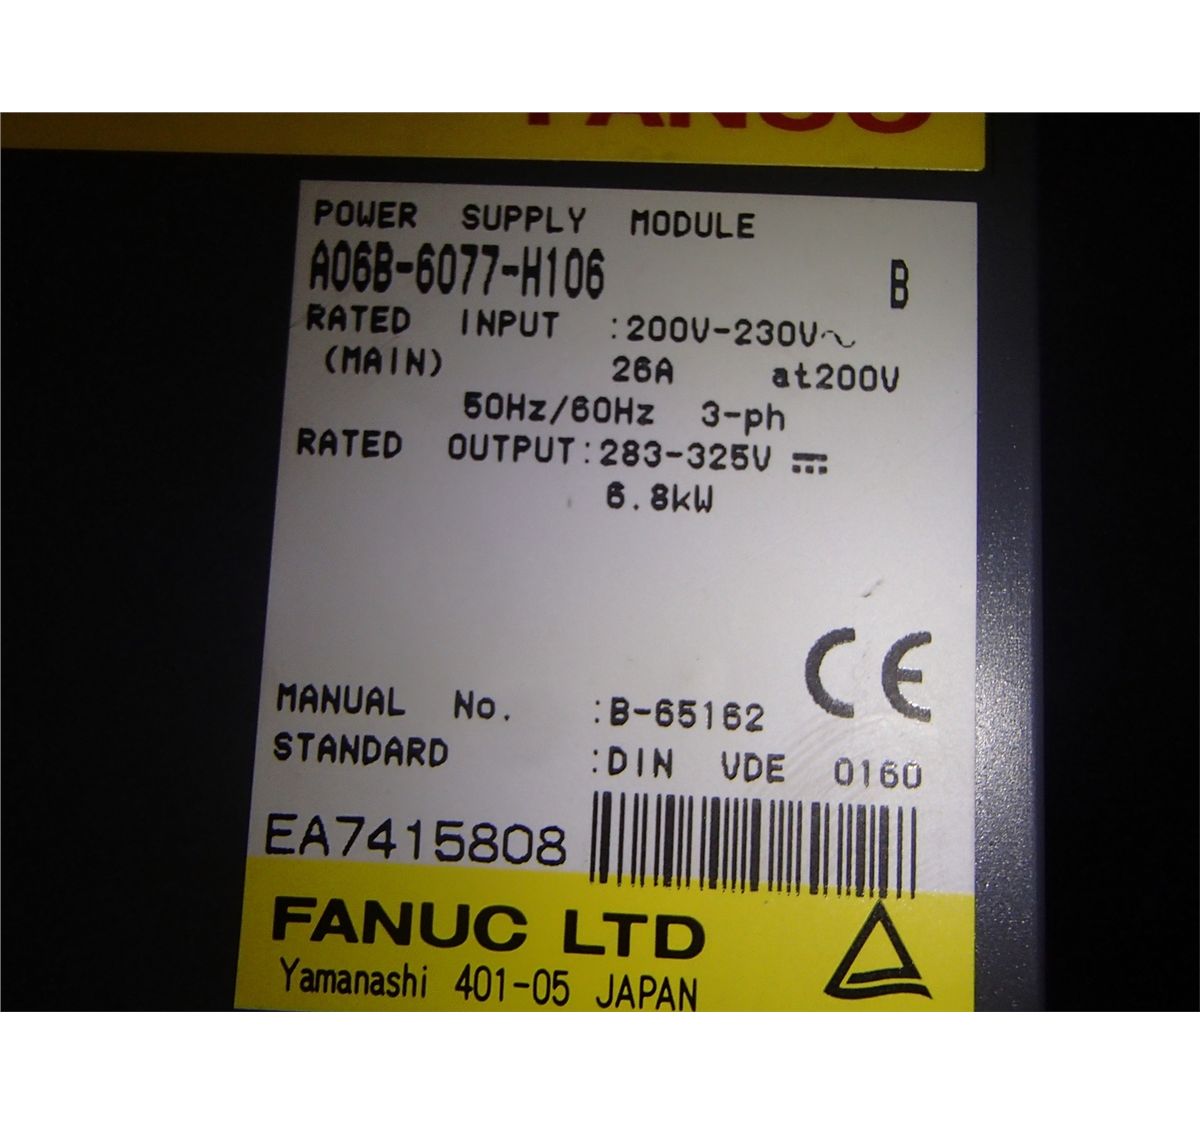 FANUC
POWER SUPPLY MODULE
A06B-6077-H106 B
RATED INPUT :200V-230V~
(MAIN) 26A at200V
50Hz/60Hz 3-ph
RATED OUTPUT:283-325V ⎓
6.8kW
CE
MANUAL No. :B-65162
STANDARD :DIN VDE 0160
EA7415808
FANUC LTD
Yamanashi 401-05 JAPAN